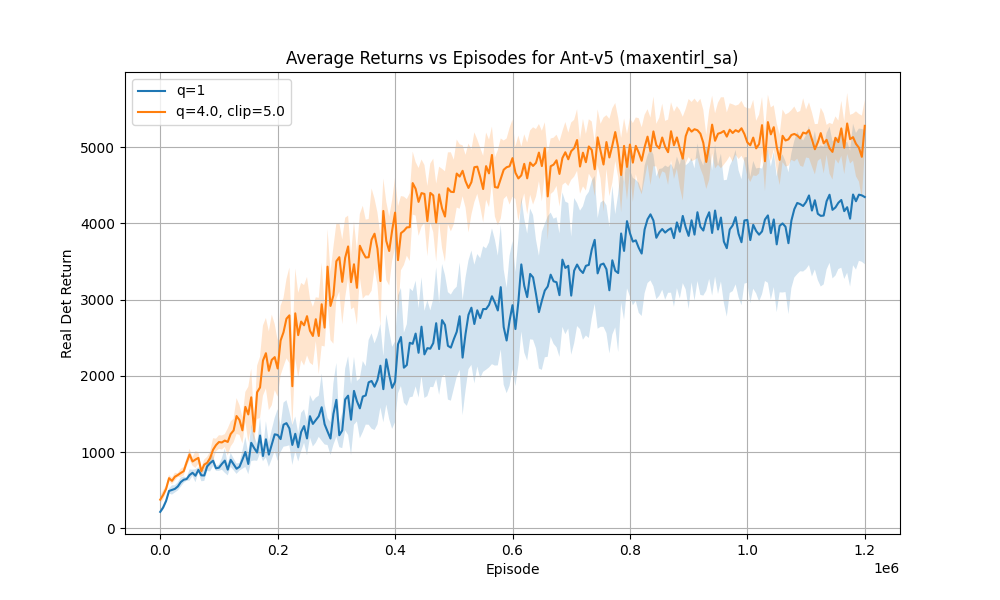 Average Returns vs Episodes for Ant-v5 (maxentirl_sa)
q=1
q=4.0, clip=5.0
Real Det Return
5000
4000
3000
2000
1000
0
0.0 0.2 0.4 0.6 0.8 1.0 1.2
1e6
Episode